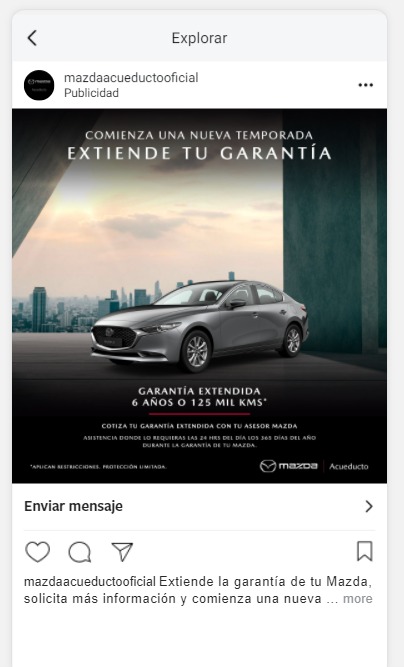 Explorar
mazdaacueductooficial
Publicidad
COMIENZA UNA NUEVA TEMPORADA
EXTIENDE TU GARANTÍA
GARANTÍA EXTENDIDA
6 AÑOS O 125 MIL KMS*
COTIZA TU GARANTÍA EXTENDIDA CON TU ASESOR MAZDA
ASISTENCIA DONDE LO REQUIERAS LAS 24 HRS DEL DÍA LOS 365 DÍAS DEL AÑO
DURANTE LA GARANTÍA DE TU MAZDA.
*APLICAN RESTRICCIONES. PROTECCIÓN LIMITADA.
mazda | Acueducto
Enviar mensaje
mazdaacueductooficial Extiende la garantía de tu Mazda,
solicita más información y comienza una nueva ... more